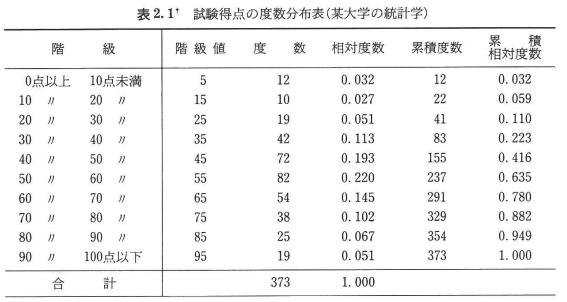 表2.1† 試験得点の度数分布表(某大学の統計学)
階 級 階級値 度 数 相対度数 累積度数 累積相対度数
0点以上 10点未満 5 12 0.032 12 0.032
10 〃 20 〃 15 10 0.027 22 0.059
20 〃 30 〃 25 19 0.051 41 0.110
30 〃 40 〃 35 42 0.113 83 0.223
40 〃 50 〃 45 72 0.193 155 0.416
50 〃 60 〃 55 82 0.220 237 0.635
60 〃 70 〃 65 54 0.145 291 0.780
70 〃 80 〃 75 38 0.102 329 0.882
80 〃 90 〃 85 25 0.067 354 0.949
90 〃 100点以下 95 19 0.051 373 1.000
合 計 373 1.000